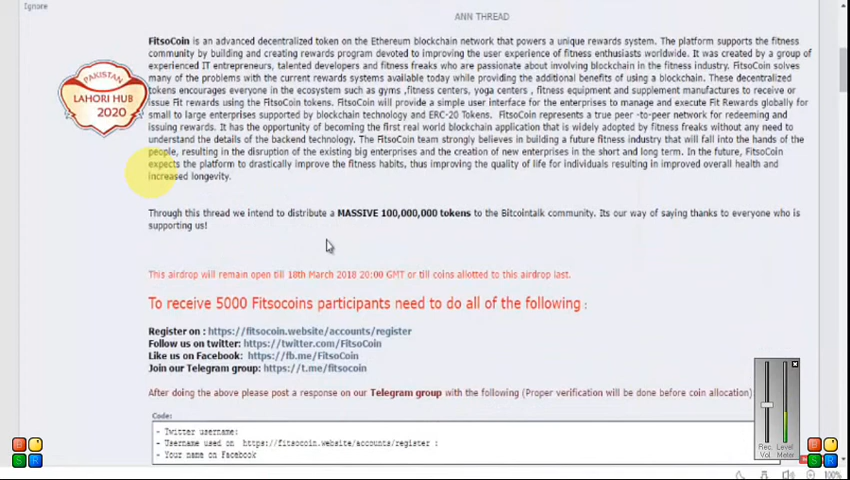 Ignore
ANN THREAD
FitsoCoin is an advanced decentralized token on the Ethereum blockchain network that powers a unique rewards system. The platform supports the fitness
community by building and creating rewards program devoted to improving the user experience of fitness enthusiasts worldwide. It was created by a group of
experienced IT entrepreneurs, talented developers and fitness freaks who are passionate about involving blockchain in the fitness industry. FitsoCoin solves
many of the problems with the current rewards systems available today while providing the additional benefits of using a blockchain. These decentralized
tokens encourages everyone in the ecosystem such as gyms ,fitness centers, yoga centers , fitness equipment and supplement manufactures to receive or
issue Fit rewards using the FitsoCoin tokens. FitsoCoin will provide a simple user interface for the enterprises to manage and execute Fit Rewards globally for
small to large enterprises supported by blockchain technology and ERC-20 Tokens.  FitsoCoin represents a true peer -to-peer network for redeeming and
issuing rewards. It has the opportunity of becoming the first real world blockchain application that is widely adopted by fitness freaks without any need to
understand the details of the backend technology. The FitsoCoin team strongly believes in building a future fitness industry that will fall into the hands of the
people, resulting in the disruption of the existing big enterprises and the creation of new enterprises in the short and long term. In the future, FitsoCoin
expects the platform to drastically improve the fitness habits, thus improving the quality of life for individuals resulting in improved overall health and
increased longevity.
PAKISTAN
LAHORI HUB
2020
Through this thread we intend to distribute a MASSIVE 100,000,000 tokens to the Bitcointalk community. Its our way of saying thanks to everyone who is
supporting us!
This airdrop will remain open till 18th March 2018 20:00 GMT or till coins allotted to this airdrop last.
To receive 5000 Fitsocoins participants need to do all of the following :
Register on : https://fitsocoin.website/accounts/register
Follow us on twitter: https://twitter.com/FitsoCoin
Like us on Facebook:  https://fb.me/FitsoCoin
Join our Telegram group: https://t.me/fitsocoin
After doing the above please post a response on our Telegram group with the following (Proper verification will be done before coin allocation)
Code:
- Twitter username:
- Username used on  https://fitsocoin.website/accounts/register :
- Your name on Facebook
Rec. Vol.
Level Meter
B
S R
B
S R
100%